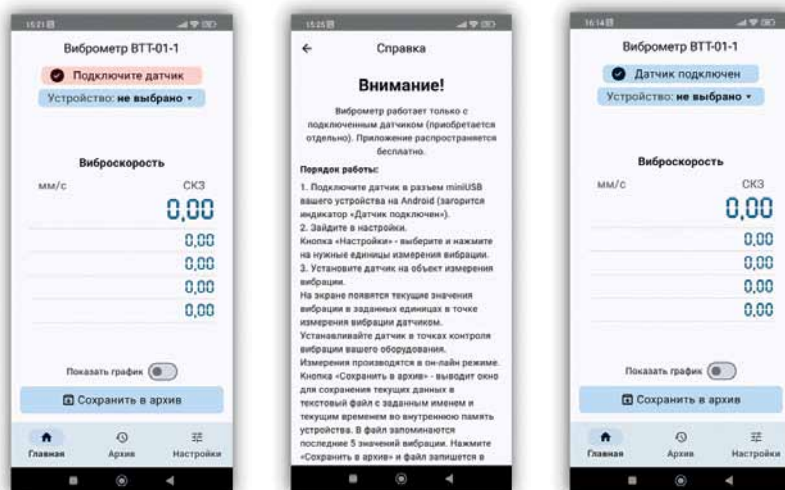 15:21
Виброметр ВТТ-01-1
Подключите датчик
Устройство: не выбрано
Виброскорость
мм/с СКЗ
0,00
0,00
0,00
0,00
0,00
Показать график
Сохранить в архив
Главная Архив Настройки
15:25
Справка
Внимание!
Виброметр работает только с
подключенным датчиком (приобретается
отдельно). Приложение распространяется
бесплатно.
Порядок работы:
1. Подключите датчик в разъем miniUSB
вашего устройства на Android (загорится
индикатор «Датчик подключен»).
2. Зайдите в настройки.
Кнопка «Настройки» - выберите и нажмите
на нужные единицы измерения вибрации.
3. Установите датчик на объект измерения
вибрации.
На экране появятся текущие значения
вибрации в заданных единицах в точке
измерения вибрации датчиком.
Устанавливайте датчик в точках контроля
вибрации вашего оборудования.
Измерения производятся в он-лайн режиме.
Кнопка «Сохранить в архив» - выводит окно
для сохранения текущих данных в
текстовый файл с заданным именем и
текущим временем во внутреннюю память
устройства. В файл запоминаются
последние 5 значений вибрации. Нажмите
«Сохранить в архив» и файл запишется в
16:14
Виброметр ВТТ-01-1
Датчик подключен
Устройство: не выбрано
Виброскорость
мм/с СКЗ
0,00
0,00
0,00
0,00
0,00
Показать график
Сохранить в архив
Главная Архив Настройки